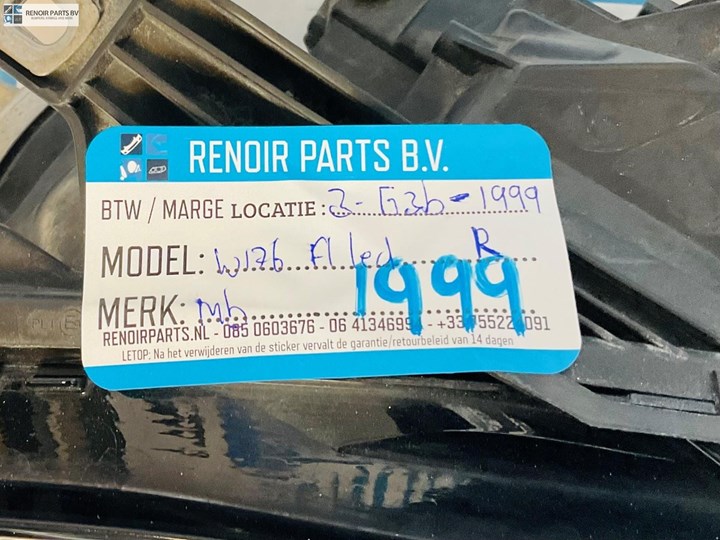 RENOIR PARTS BV
RENOIR PARTS B.V.
BTW / MARGE LOCATIE: 3-G3b-1999
MODEL: W176 Fl led R
MERK: Mb 1999
RENOIRPARTS.NL - 085 0603676 - 06 4134699 - +33 755221091
LETOP: Na het verwijderen van de sticker vervalt de garantie/retourbeleid van 14 dagen